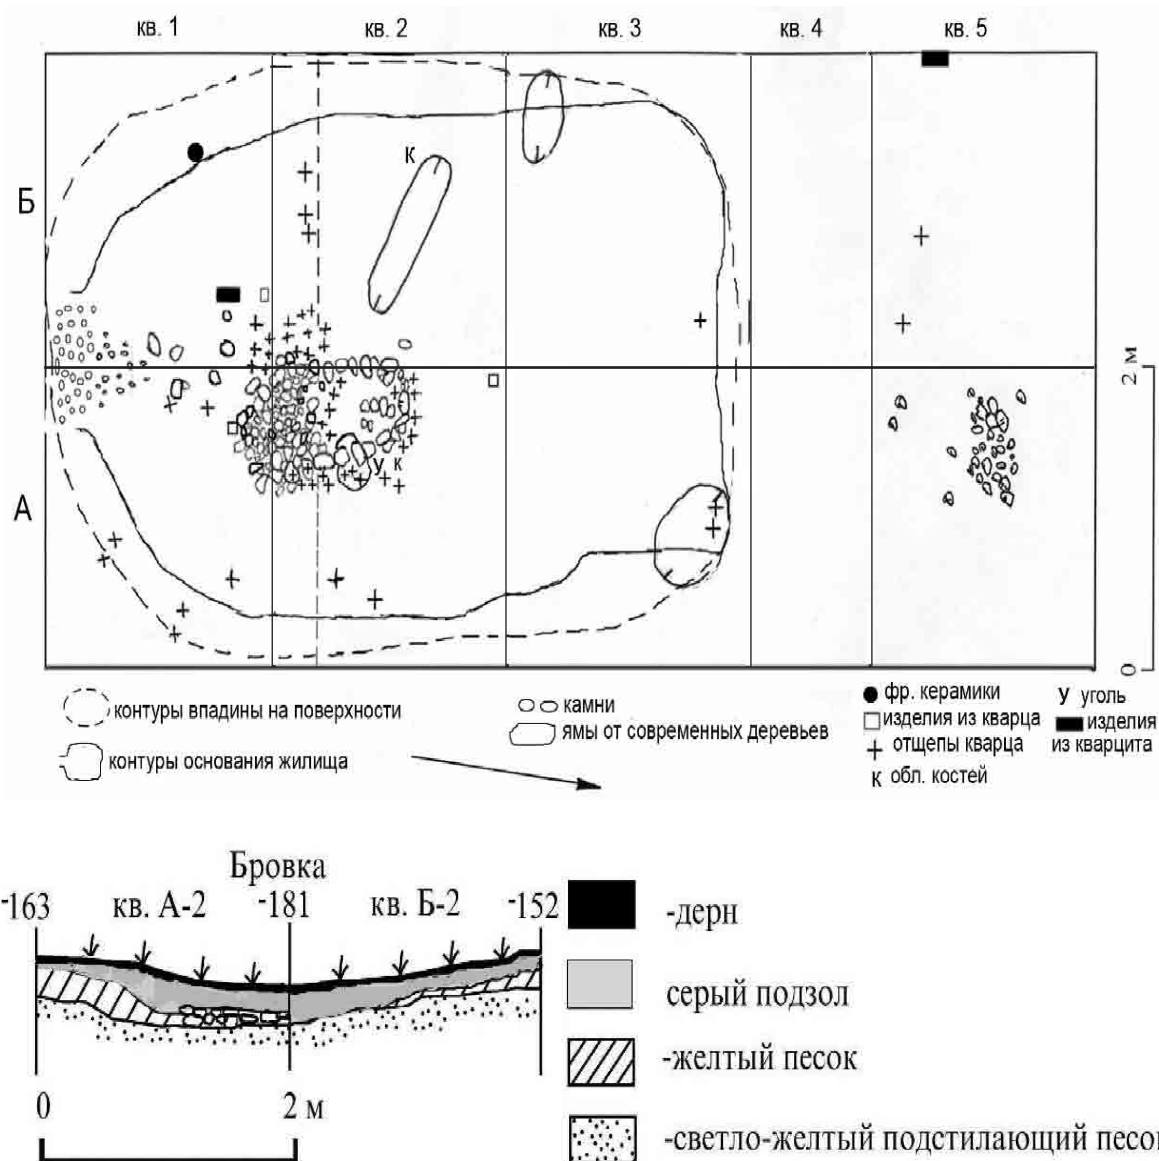 кв. 1 кв. 2 кв. 3 кв. 4 кв. 5
Б
К
2 м
У К
А
0
контуры впадины на поверхности
контуры основания жилища
камни
ямы от современных деревьев
фр. керамики
изделия из кварца
отщепы кварца
К обл. костей
У уголь
изделия
из кварцита
Бровка
-163 кв. А-2 -181 кв. Б-2 -152
0 2 м
-дерн
серый подзол
-желтый песок
-светло-желтый подстилающий песо